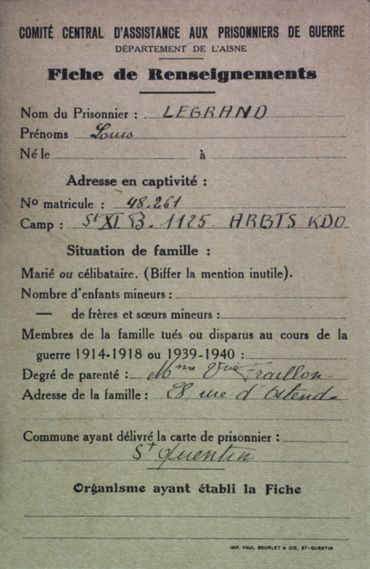 COMITÉ CENTRAL D'ASSISTANCE AUX PRISONNIERS DE GUERRE
DÉPARTEMENT DE L'AISNE
Fiche de Renseignements
Nom du Prisonnier : LEGRAND
Prénoms Louis
Né le à
Adresse en captivité :
No matricule : 48.261
Camp : St XI B. 1125 ARBTS KDO
Situation de famille :
Marié ou célibataire. (Biffer la mention inutile).
Nombre d'enfants mineurs :
— de frères et sœurs mineurs :
Membres de la famille tués ou disparus au cours de la
guerre 1914-1918 ou 1939-1940 :
Degré de parenté : Mme Vve
Adresse de la famille : 28, rue d'Ostende
Commune ayant délivré la carte de prisonnier :
St Quentin
Organisme ayant établi la Fiche
IMP. PAUL BOURLET & CIE, ST-QUENTIN